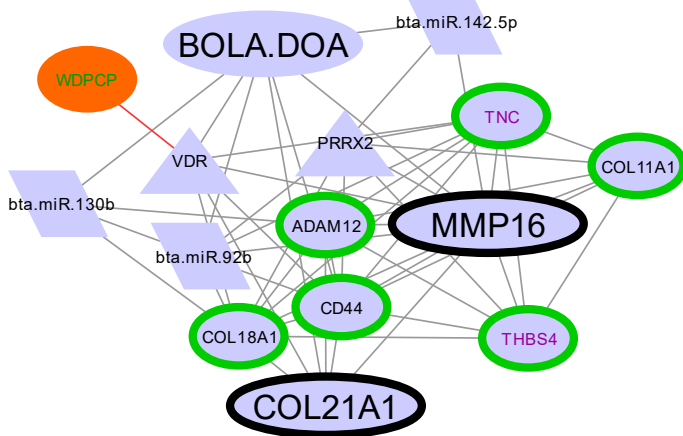 bta.miR.142.5p
BOLA.DOA
WDPCP
TNC
PRRX2
VDR
COL11A1
bta.miR.130b
ADAM12
MMP16
bta.miR.92b
CD44
COL18A1
THBS4
COL21A1